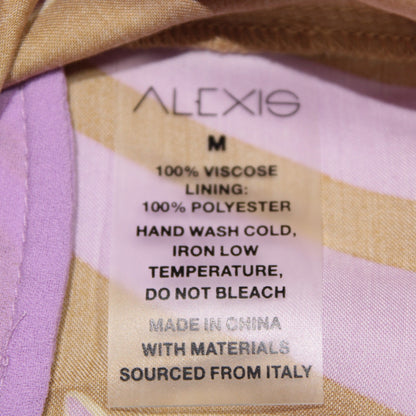 ALEXIS
M
100% VISCOSE
LINING:
100% POLYESTER
HAND WASH COLD,
IRON LOW
TEMPERATURE,
DO NOT BLEACH
MADE IN CHINA
WITH MATERIALS
SOURCED FROM ITALY